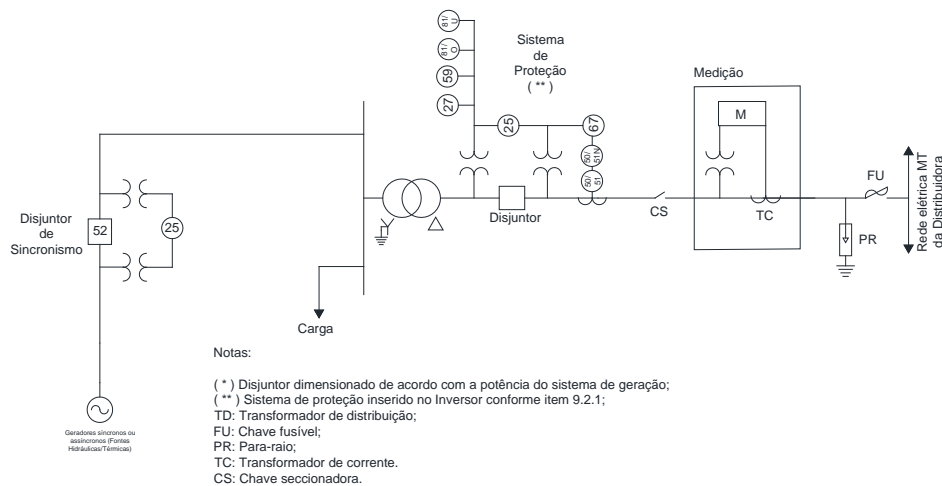 81/
U
81/
O
59
27
25
67
50/
51N
50/
51
Sistema
de
Proteção
( ** )
Medição
M
TC
CS
FU
PR
Rede elétrica MT
da Distribuidora
Disjuntor
Disjuntor
de
Sincronismo
52
25
Carga
Geradores síncronos ou
assíncronos (Fontes
Hidráulicas/Térmicas)
Notas:
( * ) Disjuntor dimensionado de acordo com a potência do sistema de geração;
( ** ) Sistema de proteção inserido no Inversor conforme item 9.2.1;
TD: Transformador de distribuição;
FU: Chave fusível;
PR: Para-raio;
TC: Transformador de corrente.
CS: Chave seccionadora.